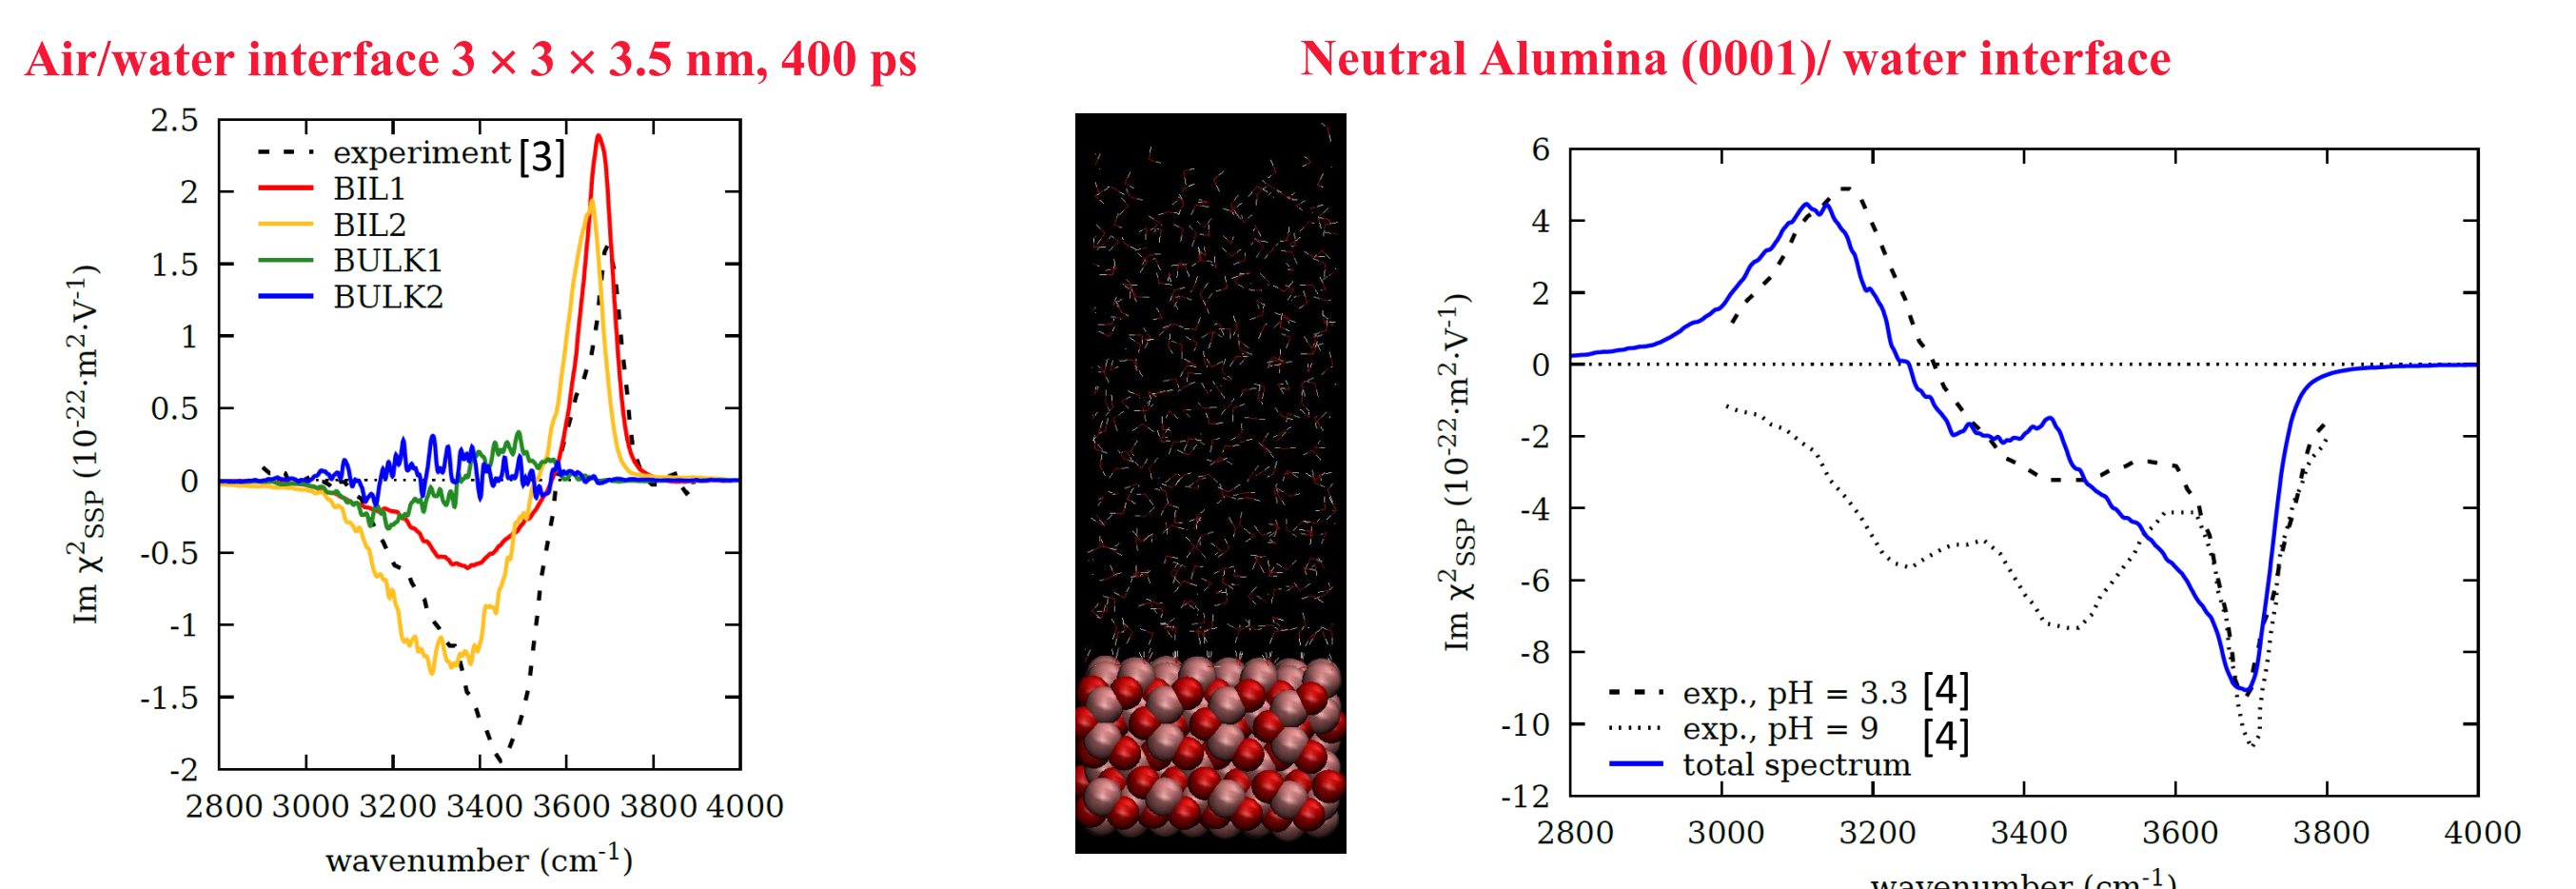 Air/water interface 3 × 3 × 3.5 nm, 400 ps
Neutral Alumina (0001)/ water interface
2.5
2
1.5
1
0.5
0
-0.5
-1
-1.5
-2
Im χ²SSP (10⁻²²·m²·V⁻¹)
experiment [3]
BIL1
BIL2
BULK1
BULK2
2800 3000 3200 3400 3600 3800 4000
wavenumber (cm⁻¹)
6
4
2
0
-2
-4
-6
-8
-10
-12
Im χ²SSP (10⁻²²·m²·V⁻¹)
exp., pH = 3.3 [4]
exp., pH = 9 [4]
total spectrum
2800 3000 3200 3400 3600 3800 4000
wavenumber (cm⁻¹)